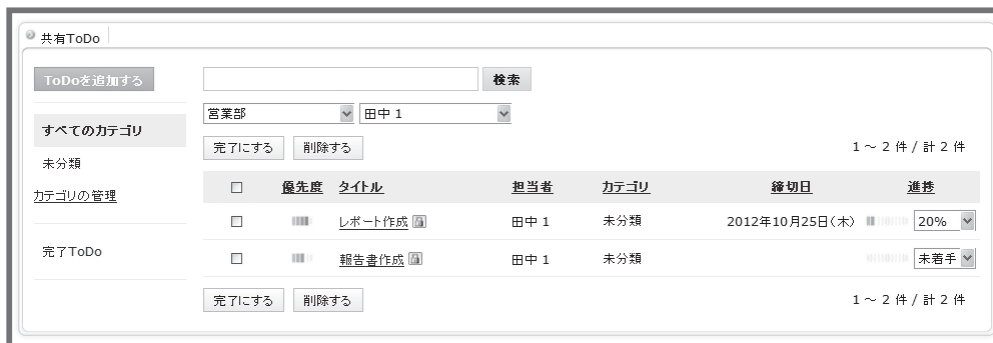 共有ToDo
ToDoを追加する
検索
営業部 田中 1
すべてのカテゴリ
完了にする 削除する 1 ～ 2 件 / 計 2 件
未分類
カテゴリの管理
優先度 タイトル 担当者 カテゴリ 締切日 進捗
レポート作成 田中 1 未分類 2012年10月25日(木) 20%
完了ToDo
報告書作成 田中 1 未分類 未着手
完了にする 削除する 1 ～ 2 件 / 計 2 件